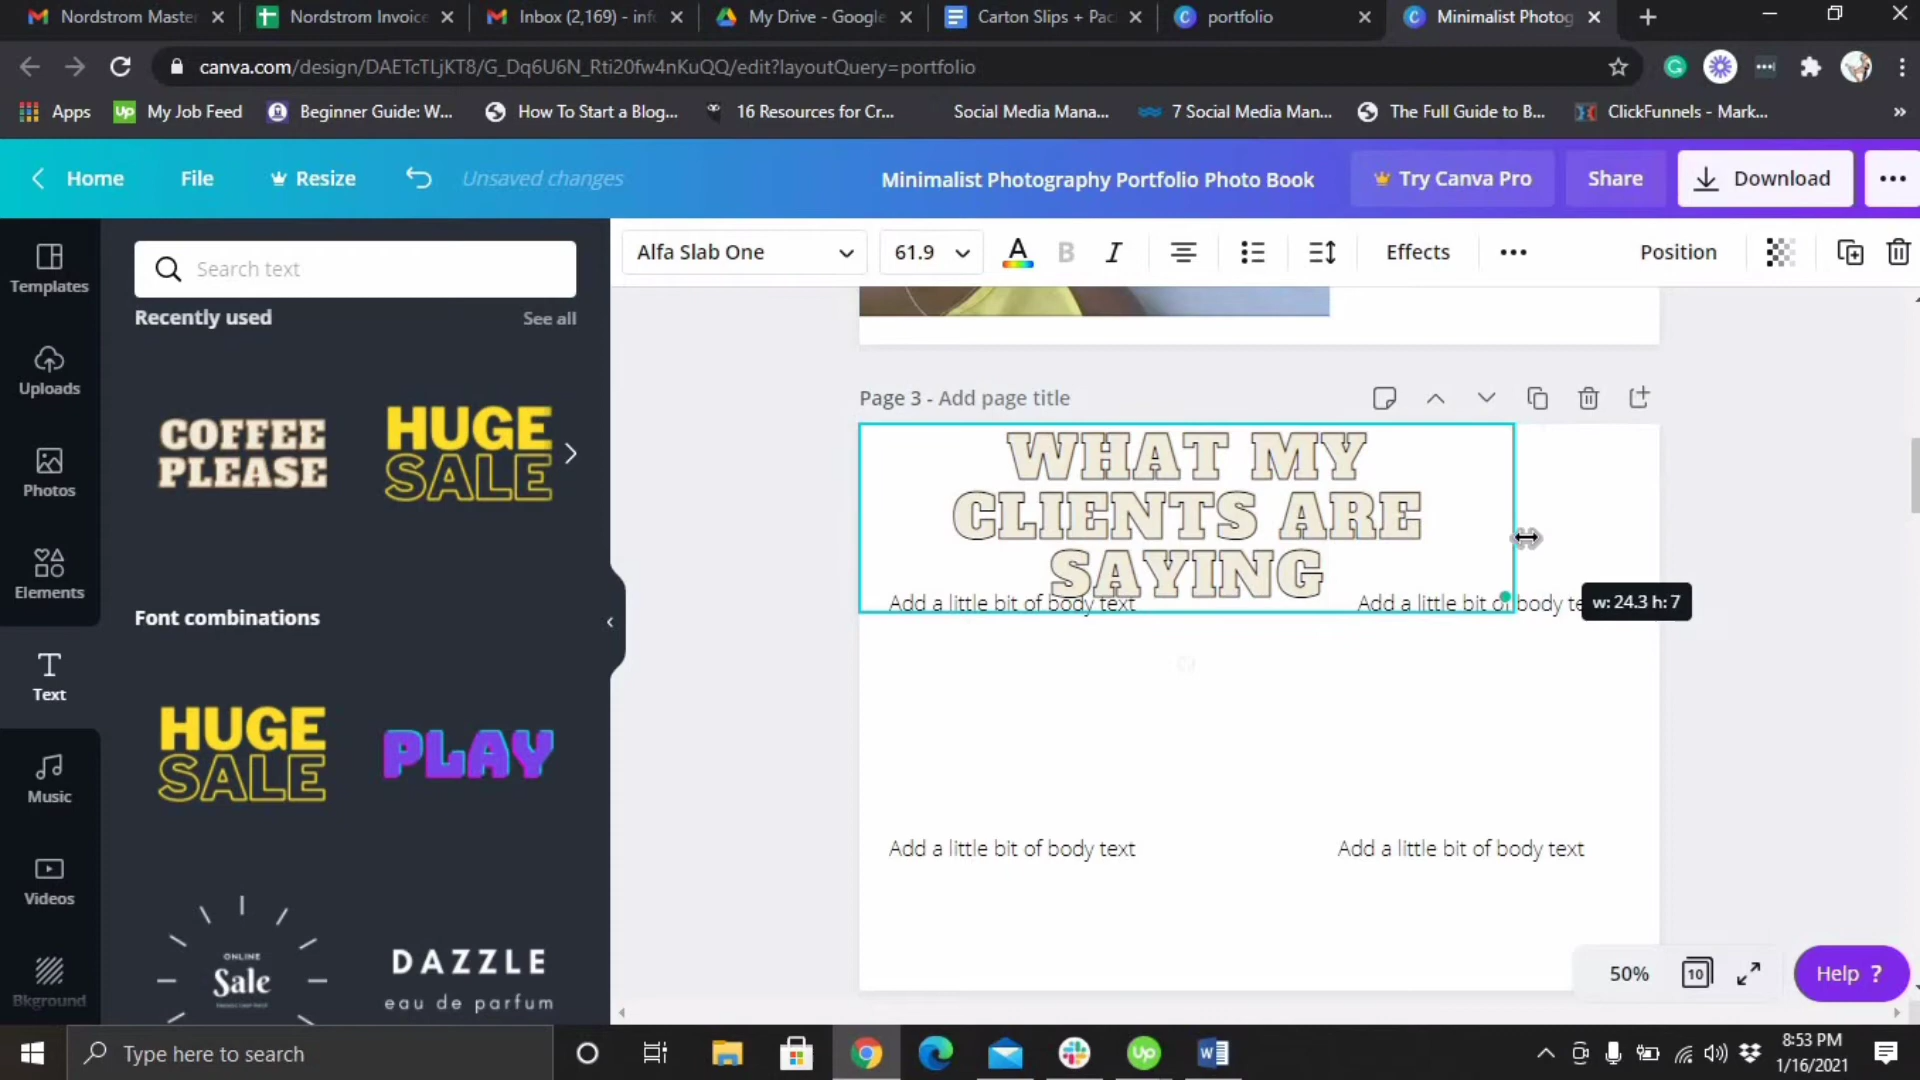 Nordstrom Master
Nordstrom Invoice
Inbox (2,169) - inf
My Drive - Google
Carton Slips + Pac
portfolio
Minimalist Photog
canva.com/design/DAETcTLjKT8/G_Dq6U6N_Rti20fw4nKuQQ/edit?layoutQuery=portfolio
Apps
Up
My Job Feed
Beginner Guide: W...
How To Start a Blog...
16 Resources for Cr...
Social Media Mana...
7 Social Media Man...
The Full Guide to B...
ClickFunnels - Mark...
»
Home
File
Resize
Unsaved changes
Minimalist Photography Portfolio Photo Book
Try Canva Pro
Share
Download
Templates
Uploads
Photos
Elements
Text
Music
Videos
Bkground
Search text
Recently used
See all
COFFEE
PLEASE
HUGE
SALE
Font combinations
HUGE
SALE
PLAY
ONLINE
Sale
DAZZLE
eau de parfum
Alfa Slab One
61.9
A
B
I
Effects
Position
Page 3 - Add page title
WHAT MY
CLIENTS ARE
SAYING
Add a little bit of body text
Add a little bit of body te
w: 24.3 h: 7
Add a little bit of body text
Add a little bit of body text
50%
10
Help ?
Type here to search
Up
8:53 PM
1/16/2021